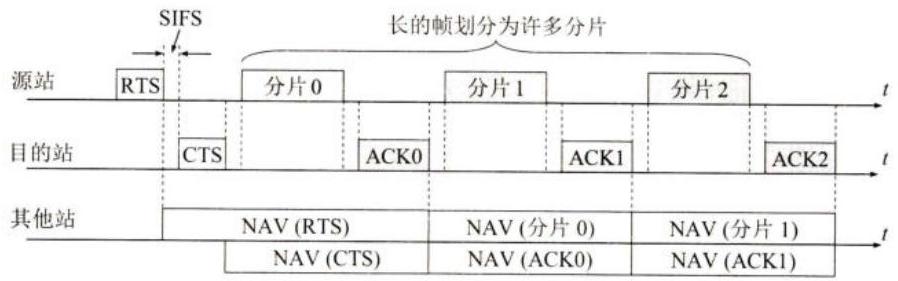 SIFS
长的帧划分为许多分片
源站 RTS 分片 0 分片 1 分片 2 t
目的站 CTS ACK0 ACK1 ACK2 t
其他站 NAV (RTS) NAV (分片 0) NAV (分片 1) t
NAV (CTS) NAV (ACK0) NAV (ACK1)